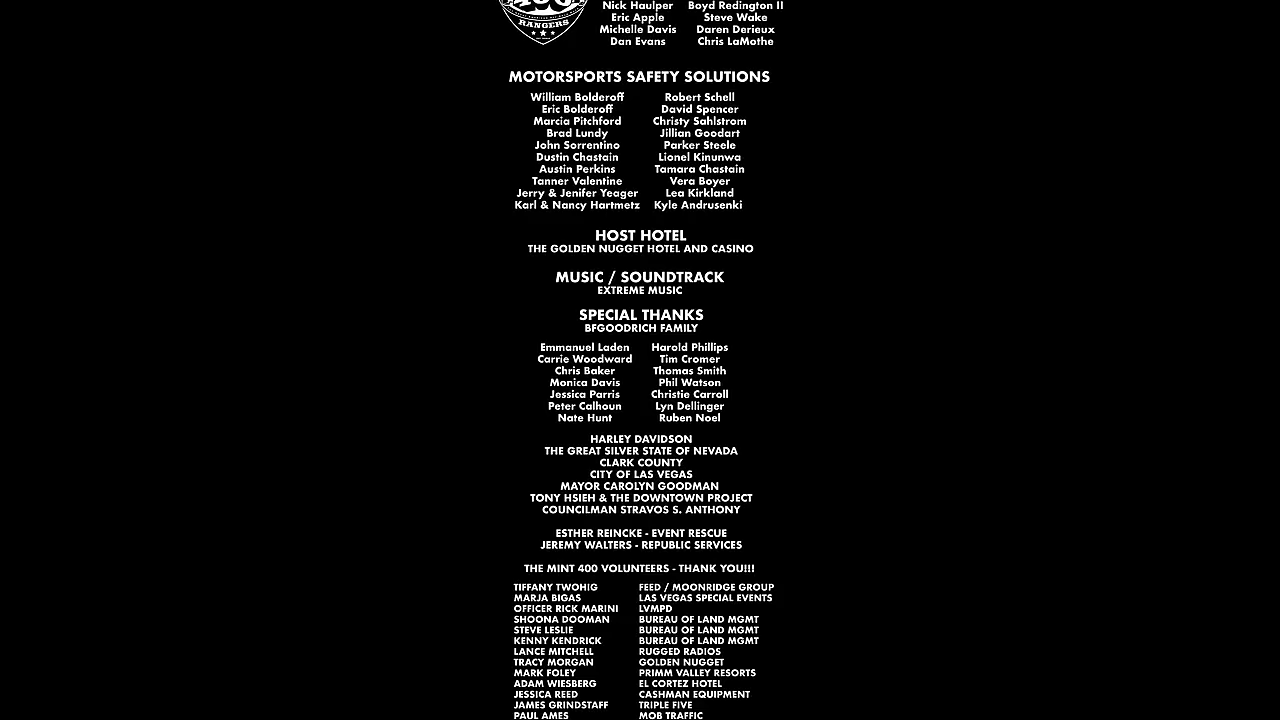 400
RANGERS
Nick Haulper Boyd Redington II
Eric Apple Steve Wake
Michelle Davis Daren Derieux
Dan Evans Chris LaMothe
MOTORSPORTS SAFETY SOLUTIONS
William Bolderoff Robert Schell
Eric Bolderoff David Spencer
Marcia Pitchford Christy Sahlstrom
Brad Lundy Jillian Goodart
John Sorrentino Parker Steele
Dustin Chastain Lionel Kinunwa
Austin Perkins Tamara Chastain
Tanner Valentine Vera Boyer
Jerry & Jenifer Yeager Lea Kirkland
Karl & Nancy Hartmetz Kyle Andrusenki
HOST HOTEL
THE GOLDEN NUGGET HOTEL AND CASINO
MUSIC / SOUNDTRACK
EXTREME MUSIC
SPECIAL THANKS
BFGOODRICH FAMILY
Emmanuel Laden Harold Phillips
Carrie Woodward Tim Cromer
Chris Baker Thomas Smith
Monica Davis Phil Watson
Jessica Parris Christie Carroll
Peter Calhoun Lyn Dellinger
Nate Hunt Ruben Noel
HARLEY DAVIDSON
THE GREAT SILVER STATE OF NEVADA
CLARK COUNTY
CITY OF LAS VEGAS
MAYOR CAROLYN GOODMAN
TONY HSIEH & THE DOWNTOWN PROJECT
COUNCILMAN STRAVOS S. ANTHONY
ESTHER REINCKE - EVENT RESCUE
JEREMY WALTERS - REPUBLIC SERVICES
THE MINT 400 VOLUNTEERS - THANK YOU!!!
TIFFANY TWOHIG FEED / MOONRIDGE GROUP
MARJA BIGAS LAS VEGAS SPECIAL EVENTS
OFFICER RICK MARINI LVMPD
SHOONA DOOMAN BUREAU OF LAND MGMT
STEVE LESLIE BUREAU OF LAND MGMT
KENNY KENDRICK BUREAU OF LAND MGMT
LANCE MITCHELL RUGGED RADIOS
TRACY MORGAN GOLDEN NUGGET
MARK FOLEY PRIMM VALLEY RESORTS
ADAM WIESBERG EL CORTEZ HOTEL
JESSICA REED CASHMAN EQUIPMENT
JAMES GRINDSTAFF TRIPLE FIVE
PAUL AMES MOB TRAFFIC